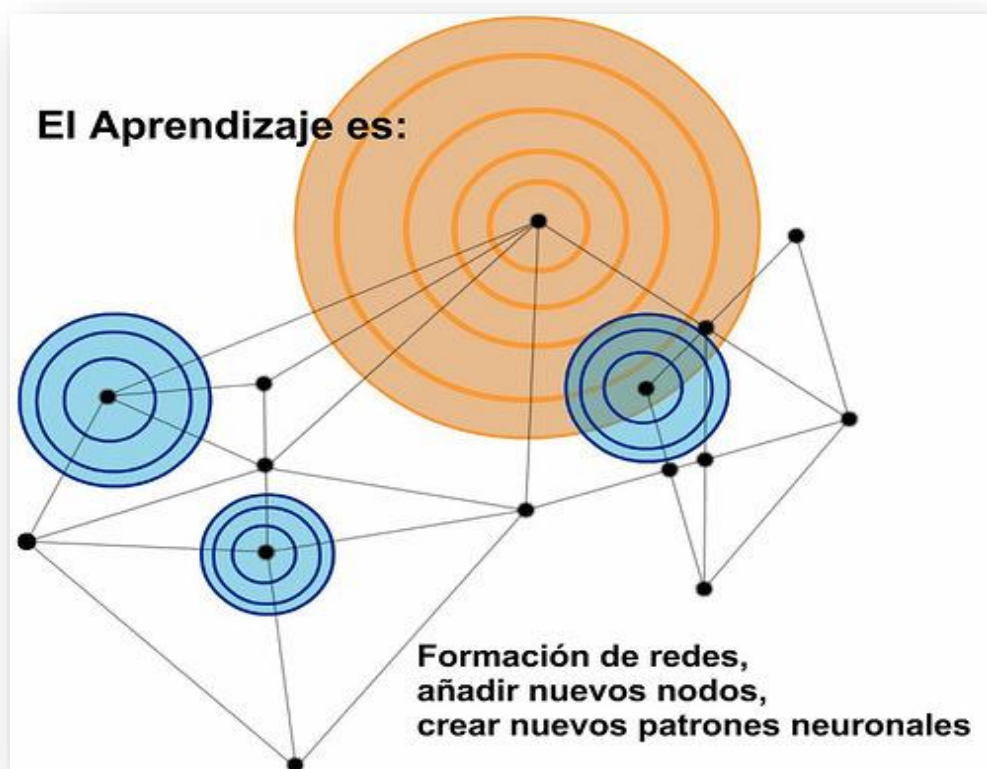 El Aprendizaje es:
Formación de redes,
añadir nuevos nodos,
crear nuevos patrones neuronales